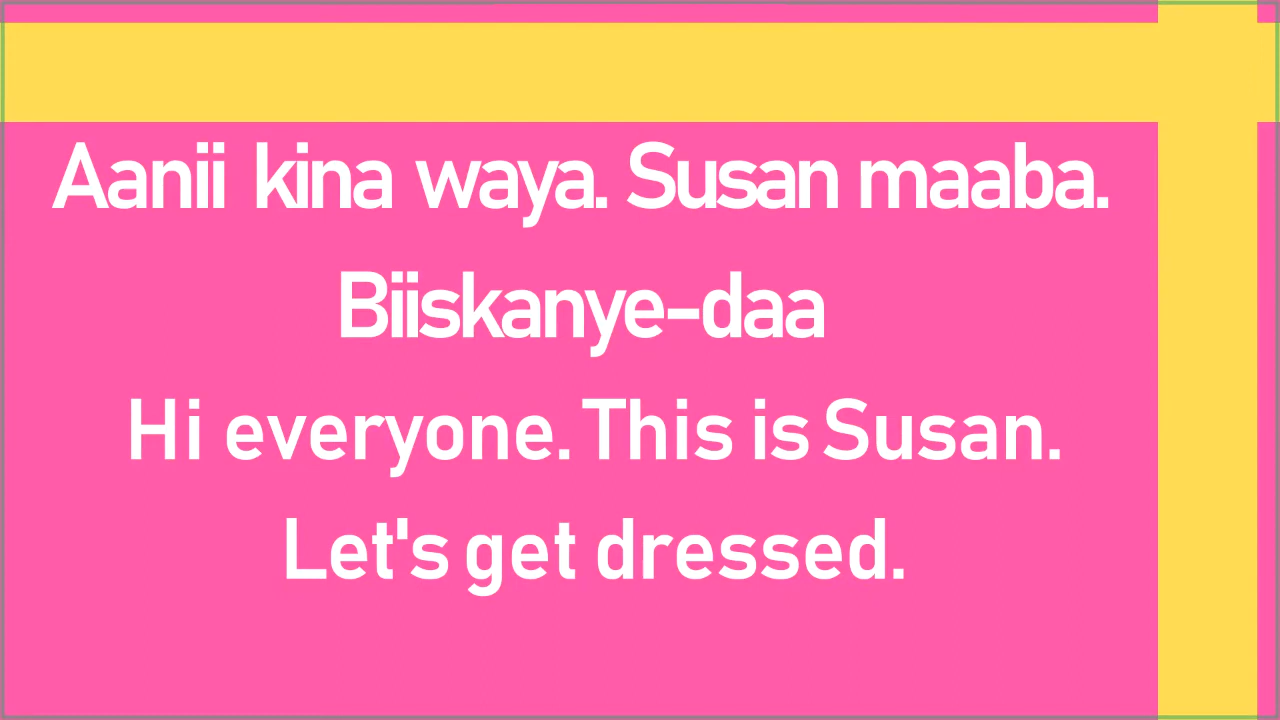 Aanii kina waya. Susan maaba.
Biiskanye-daa
Hi everyone. This is Susan.
Let's get dressed.